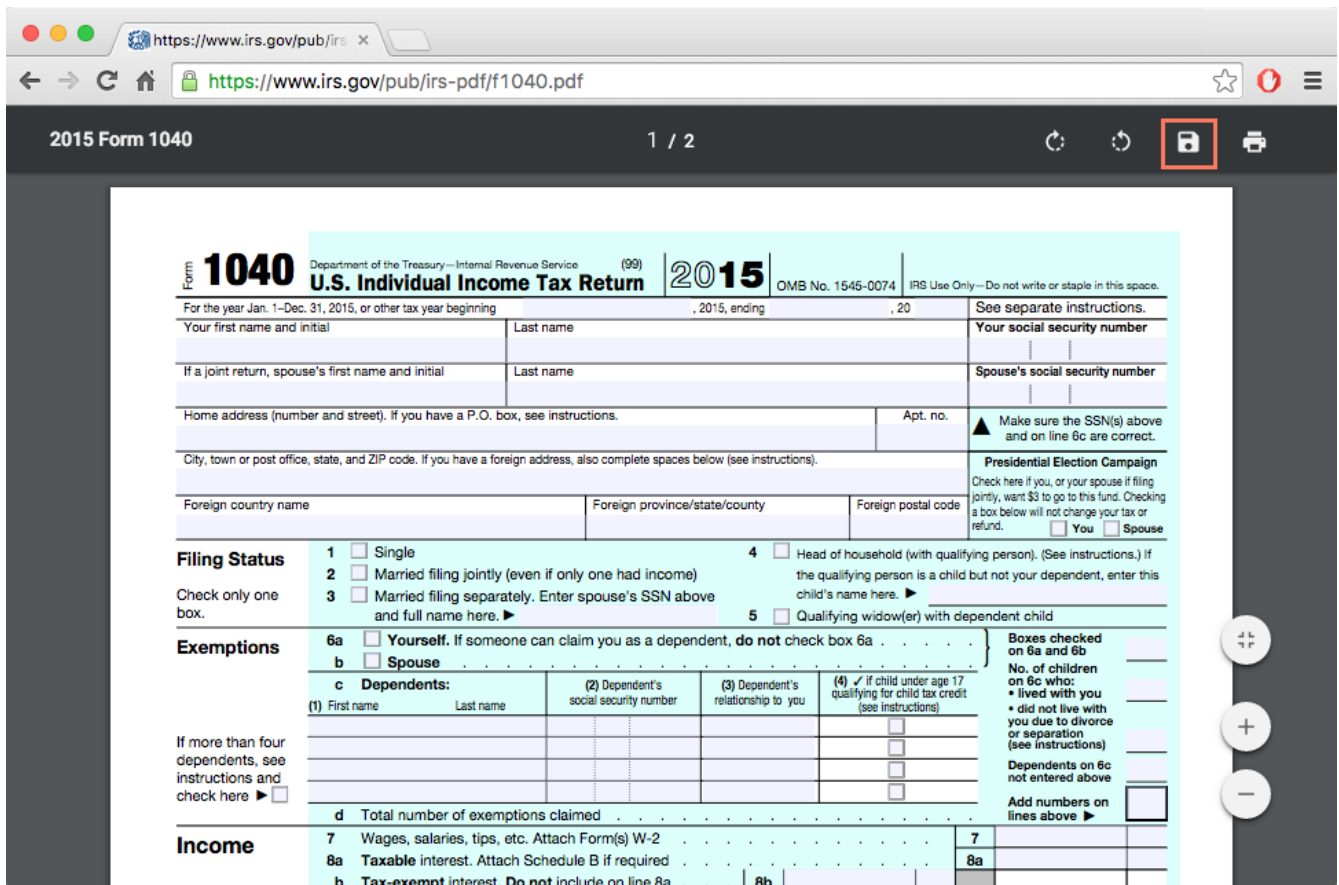 https://www.irs.gov/pub/irs
https://www.irs.gov/pub/irs-pdf/f1040.pdf
2015 Form 1040
1 / 2
Form 1040 Department of the Treasury—Internal Revenue Service (99)
U.S. Individual Income Tax Return 2015 OMB No. 1545-0074 IRS Use Only—Do not write or staple in this space.
For the year Jan. 1–Dec. 31, 2015, or other tax year beginning , 2015, ending , 20 See separate instructions.
Your first name and initial Last name Your social security number
If a joint return, spouse's first name and initial Last name Spouse's social security number
Home address (number and street). If you have a P.O. box, see instructions. Apt. no.
▲ Make sure the SSN(s) above
and on line 6c are correct.
City, town or post office, state, and ZIP code. If you have a foreign address, also complete spaces below (see instructions).
Presidential Election Campaign
Check here if you, or your spouse if filing
jointly, want $3 to go to this fund. Checking
a box below will not change your tax or
refund. You Spouse
Foreign country name Foreign province/state/county Foreign postal code
Filing Status
Check only one
box.
1 Single
2 Married filing jointly (even if only one had income)
3 Married filing separately. Enter spouse's SSN above
and full name here. ►
4 Head of household (with qualifying person). (See instructions.) If
the qualifying person is a child but not your dependent, enter this
child's name here. ►
5 Qualifying widow(er) with dependent child
Exemptions
6a Yourself. If someone can claim you as a dependent, do not check box 6a . . . . .
b Spouse . . . . . . . . . . . . . . . . . . . . . . . .
c Dependents:
(1) First name Last name
(2) Dependent's
social security number
(3) Dependent's
relationship to you
(4) ✓ if child under age 17
qualifying for child tax credit
(see instructions)
If more than four
dependents, see
instructions and
check here ►
d Total number of exemptions claimed . . . . . . . . . . . . . . . . .
Boxes checked
on 6a and 6b
No. of children
on 6c who:
• lived with you
• did not live with
you due to divorce
or separation
(see instructions)
Dependents on 6c
not entered above
Add numbers on
lines above ►
Income
7 Wages, salaries, tips, etc. Attach Form(s) W-2 . . . . . . . . . . . 7
8a Taxable interest. Attach Schedule B if required . . . . . . . . . . . 8a
b Tax-exempt interest. Do not include on line 8a . . . 8b